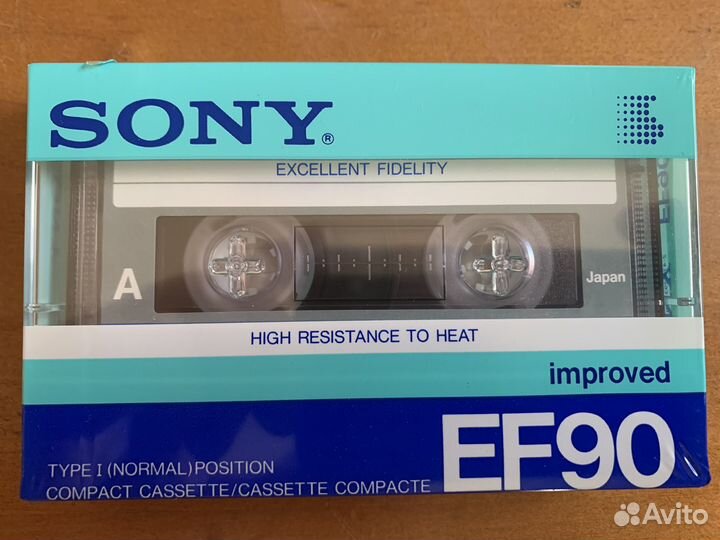 SONY®
EXCELLENT FIDELITY
A
Japan
HIGH RESISTANCE TO HEAT
improved
EF90
TYPE I (NORMAL) POSITION
COMPACT CASSETTE/CASSETTE COMPACTE
Avito